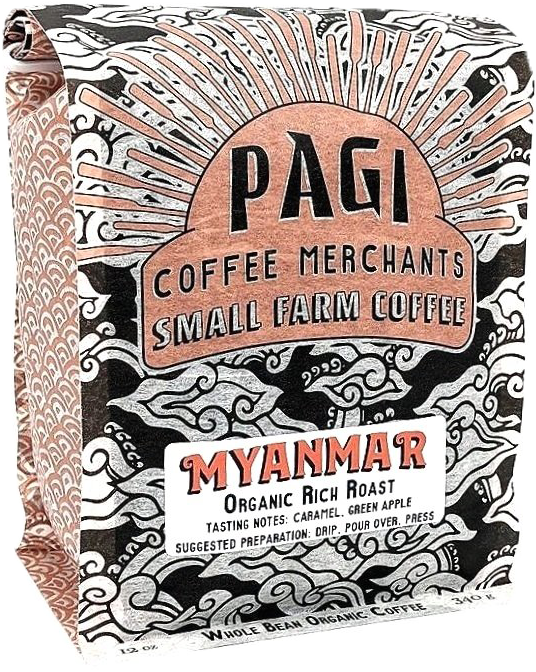 PAGI
COFFEE MERCHANTS
SMALL FARM COFFEE
MYANMAR
ORGANIC RICH ROAST
TASTING NOTES: CARAMEL, GREEN APPLE
SUGGESTED PREPARATION: DRIP, POUR OVER, PRESS
12 oz WHOLE BEAN ORGANIC COFFEE 340 g